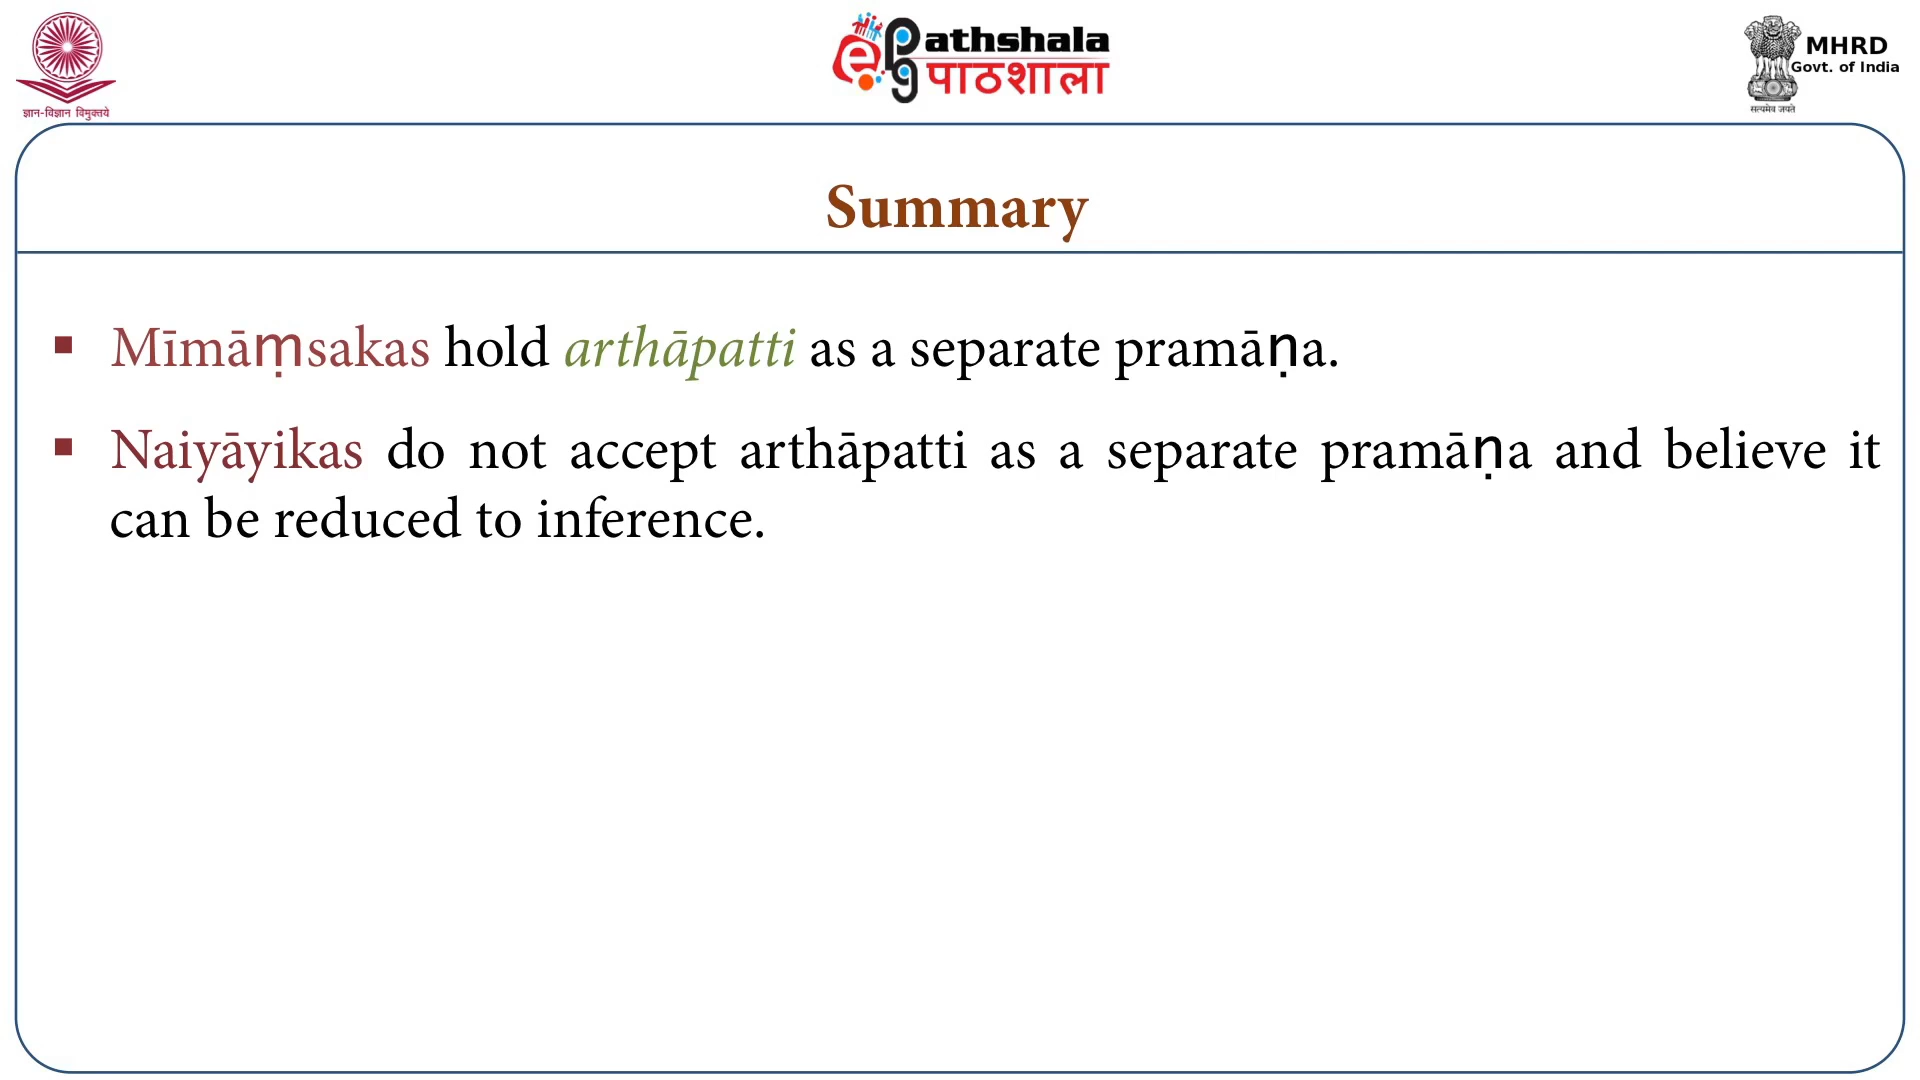 ज्ञान-विज्ञान विमुक्तये
e
pg
Pathshala
पाठशाला
MHRD
Govt. of India
सत्यमेव जयते
Summary
▪ Mīmāṃsakas hold arthāpatti as a separate pramāṇa.
▪ Naiyāyikas do not accept arthāpatti as a separate pramāṇa and believe it
can be reduced to inference.